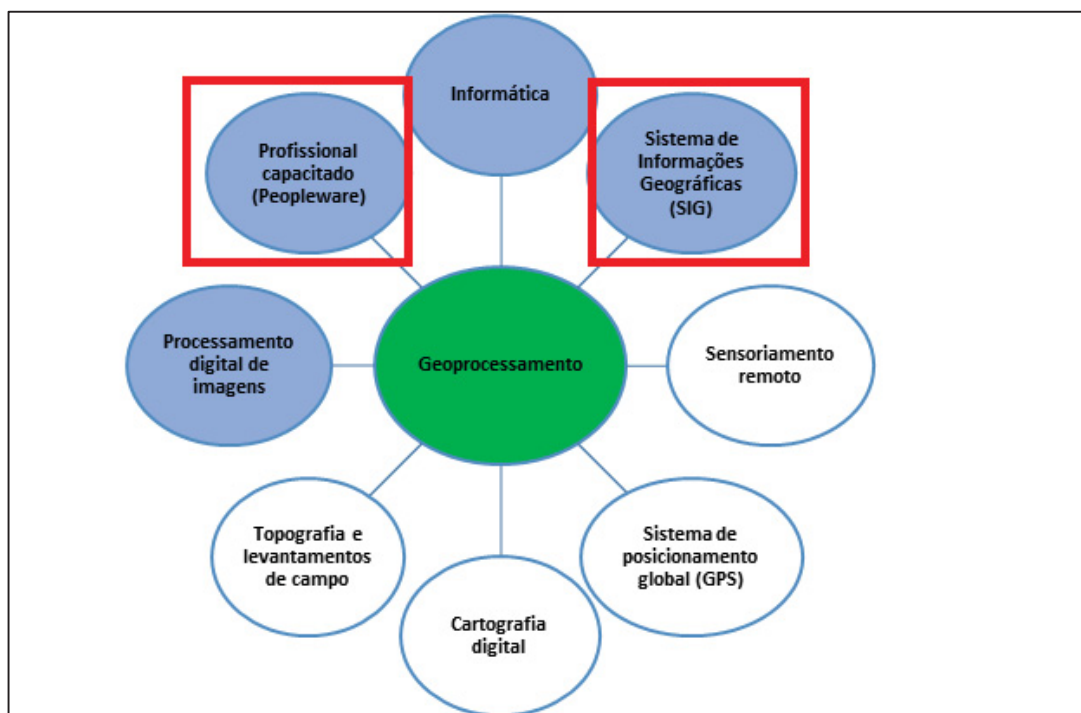 Informática
Profissional
capacitado
(Peopleware)
Sistema de
Informações
Geográficas
(SIG)
Processamento
digital de
imagens
Geoprocessamento
Sensoriamento
remoto
Topografia e
levantamentos
de campo
Sistema de
posicionamento
global (GPS)
Cartografia
digital